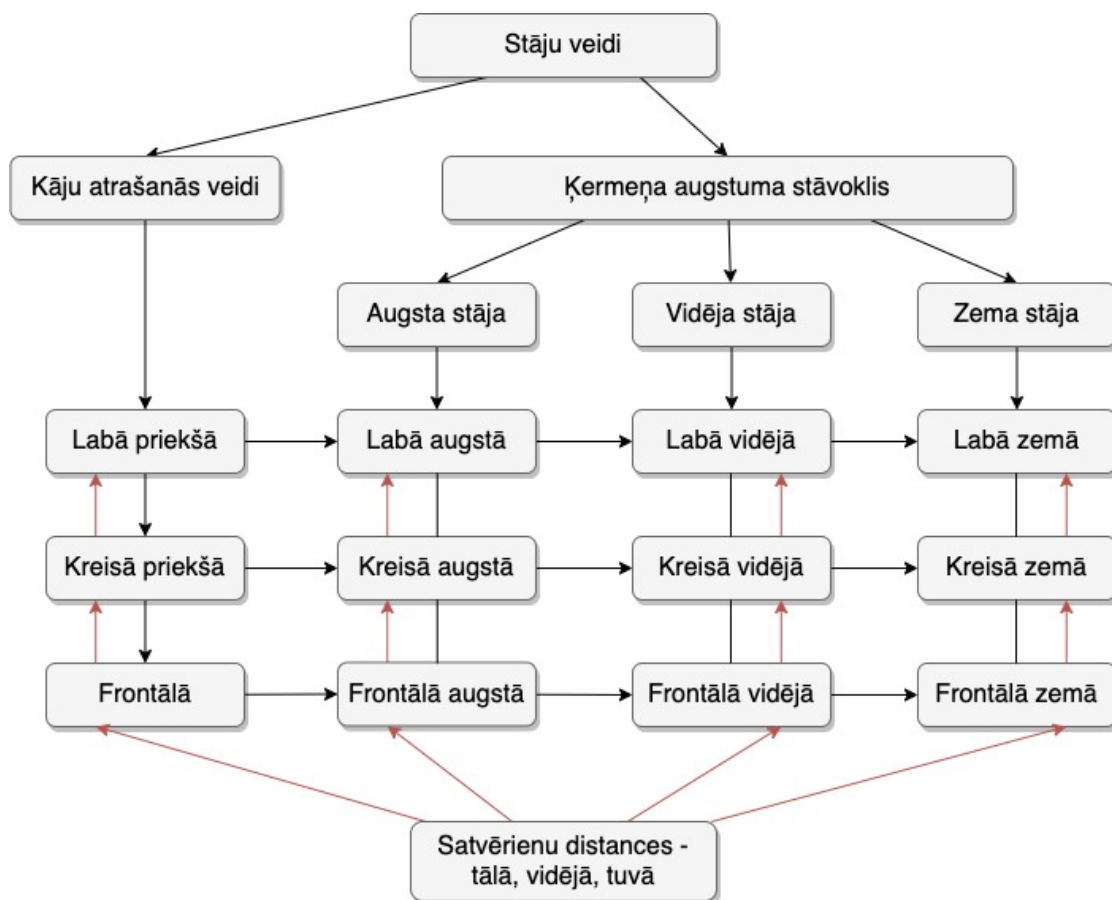 Stāju veidi
Kāju atrašanās veidi
Ķermeņa augstuma stāvoklis
Augsta stāja
Vidēja stāja
Zema stāja
Labā priekšā
Labā augstā
Labā vidējā
Labā zemā
Kreisā priekšā
Kreisā augstā
Kreisā vidējā
Kreisā zemā
Frontālā
Frontālā augstā
Frontālā vidējā
Frontālā zemā
Satvērienu distances -
tālā, vidējā, tuvā